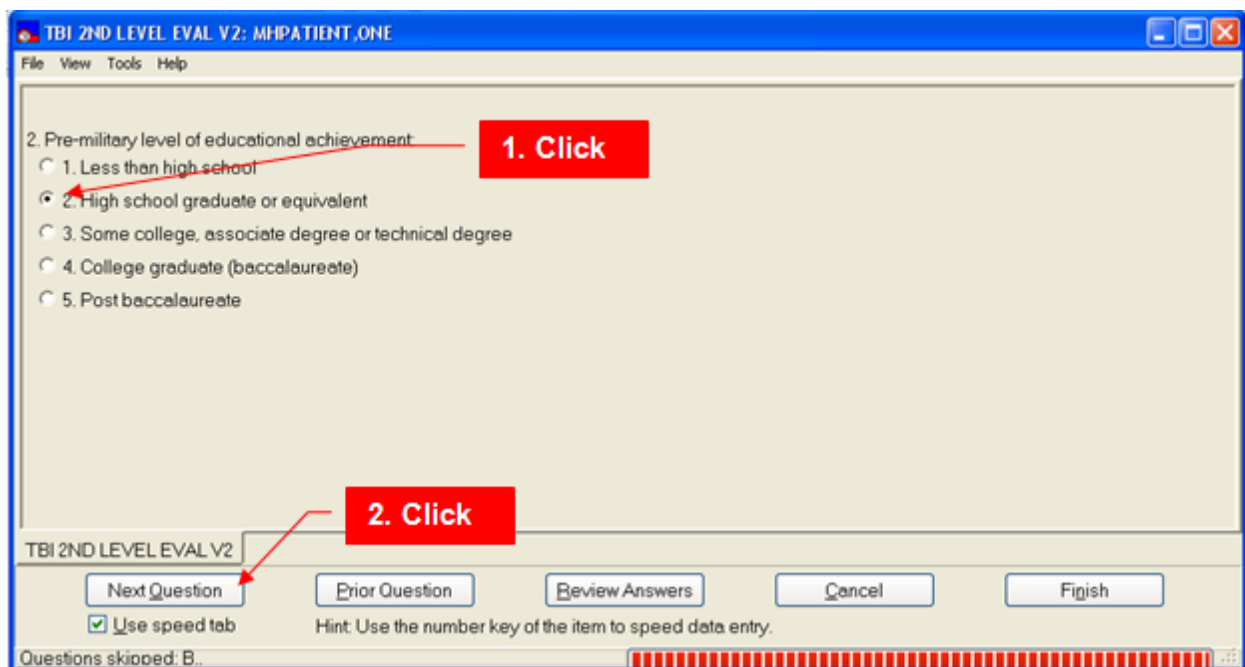 TBI 2ND LEVEL EVAL V2: MHPATIENT,ONE
File View Tools Help
2. Pre-military level of educational achievement:
1. Click
1. Less than high school
2. High school graduate or equivalent
3. Some college, associate degree or technical degree
4. College graduate (baccalaureate)
5. Post baccalaureate
2. Click
TBI 2ND LEVEL EVAL V2
Next Question Prior Question Review Answers Cancel Finish
Use speed tab Hint: Use the number key of the item to speed data entry.
Questions skipped: B..